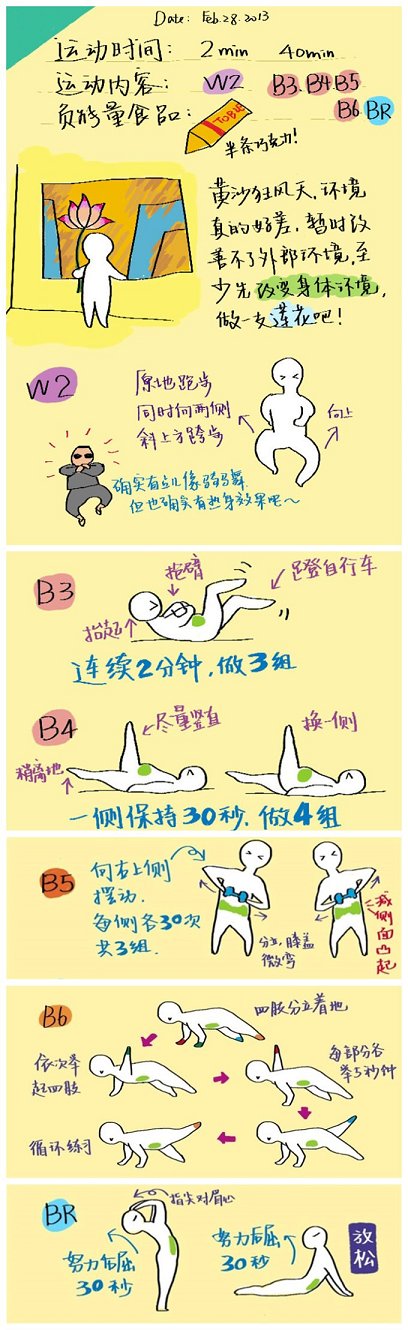 Date: Feb.28.2013
运动时间: 2min 40min
运动内容: W2 B3.B4.B5
B6 BR
负能量食品:
TOBLE
半条巧克力!
黄沙狂风天,环境
真的好差,暂时改
善不了外部环境,至
少先改变身体环境,
做一支莲花吧!
W2
原地跑步
同时向两侧
斜上方跨步
向上
确实有点儿像骑马舞
但也确实有热身效果吧~
B3
抬起
抱臂
足登自行车
连续2分钟,做3组
B4
稍离地
尽量竖直
换一侧
一侧保持30秒.做4组
B5
向右上侧
摆动.
每侧各30次
共3组.
分立,膝盖
微弯
减侧面凸起
B6
四肢分立着地
依次举
起四肢
每部分各
举5秒钟
循环练习
BR
指尖对眉心
努力后屈
30秒
努力后屈
30秒
放松